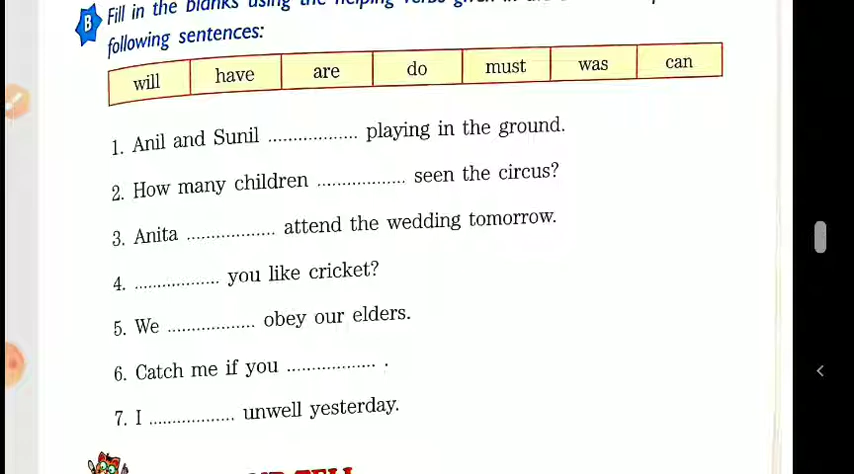 B Fill in the blanks using the helping verbs
following sentences:
will have are do must was can
1. Anil and Sunil .................. playing in the ground.
2. How many children .................. seen the circus?
3. Anita .................. attend the wedding tomorrow.
4. .................. you like cricket?
5. We .................. obey our elders.
6. Catch me if you .................. .
7. I .................. unwell yesterday.